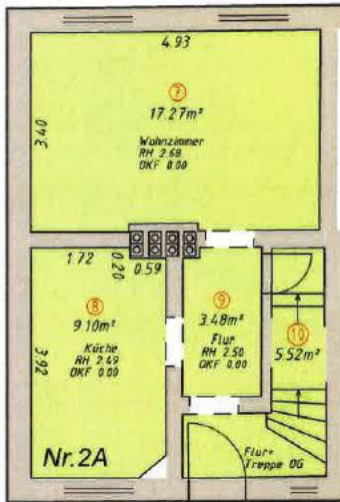 4.93
7
17.27m²
3.40
Wohnzimmer
RH 2.68
OKF 0.00
1.72
0.20
0.59
8
9.10m²
Küche
RH 2.49
OKF 0.00
3.92
9
3.48m²
Flur
RH 2.50
OKF 0.00
10
5.52m²
Nr.2A
Flur+
Treppe OG